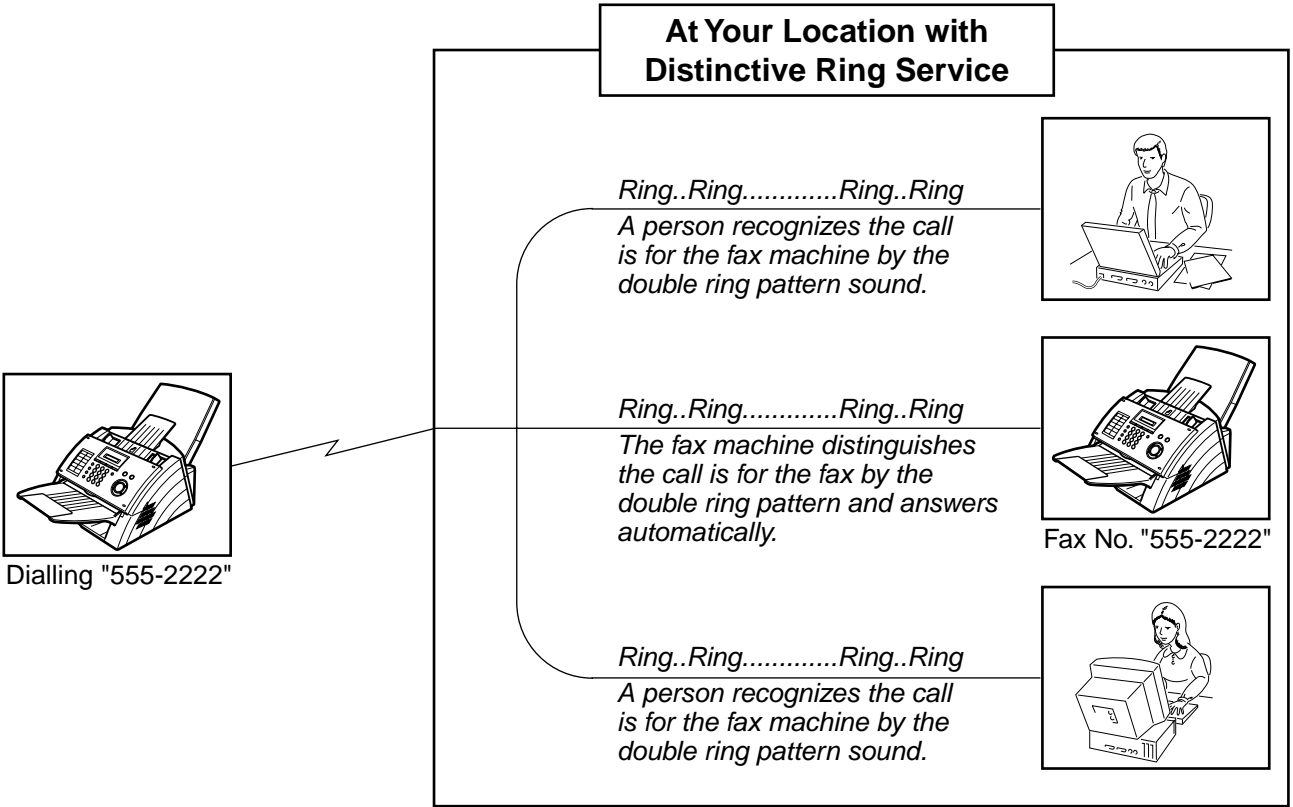 At Your Location with
Distinctive Ring Service
Ring..Ring.............Ring..Ring
A person recognizes the call
is for the fax machine by the
double ring pattern sound.
Ring..Ring.............Ring..Ring
The fax machine distinguishes
the call is for the fax by the
double ring pattern and answers
automatically.
Fax No. "555-2222"
Dialling "555-2222"
Ring..Ring.............Ring..Ring
A person recognizes the call
is for the fax machine by the
double ring pattern sound.